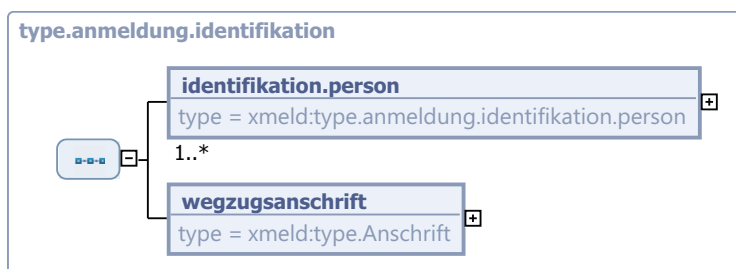 type.anmeldung.identifikation
identifikation.person
type = xmeld:type.anmeldung.identifikation.person
1..*
wegzugsanschrift
type = xmeld:type.Anschrift